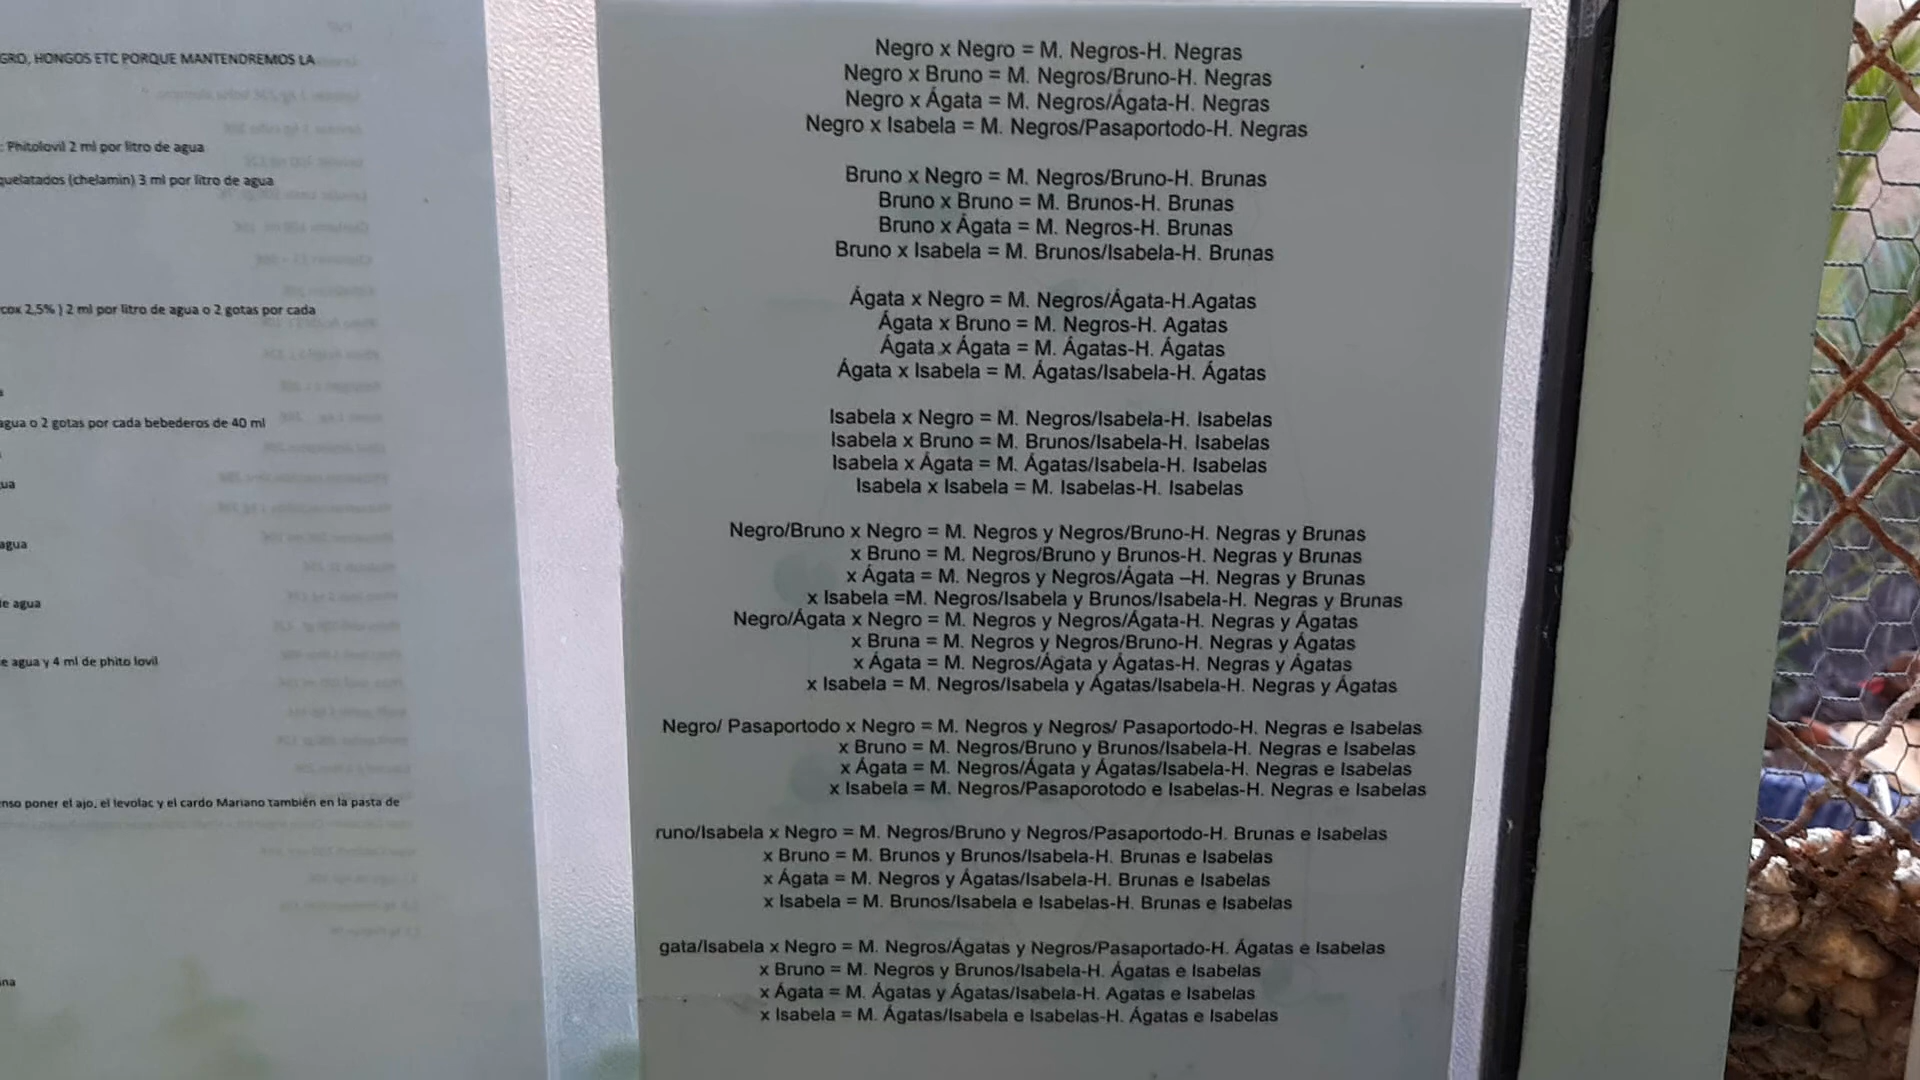 GRO, HONGOS ETC PORQUE MANTENDREMOS LA
: Phitolovil 2 ml por litro de agua
quelatados (chelamin) 3 ml por litro de agua
cox 2,5% ) 2 ml por litro de agua o 2 gotas por cada
agua o 2 gotas por cada bebederos de 40 ml
ua
agua
e agua
e agua y 4 ml de phito lovil
nso poner el ajo, el levolac y el cardo Mariano también en la pasta de
na
Negro x Negro = M. Negros-H. Negras
Negro x Bruno = M. Negros/Bruno-H. Negras
Negro x Ágata = M. Negros/Ágata-H. Negras
Negro x Isabela = M. Negros/Pasaportodo-H. Negras
Bruno x Negro = M. Negros/Bruno-H. Brunas
Bruno x Bruno = M. Brunos-H. Brunas
Bruno x Ágata = M. Negros-H. Brunas
Bruno x Isabela = M. Brunos/Isabela-H. Brunas
Ágata x Negro = M. Negros/Ágata-H.Agatas
Ágata x Bruno = M. Negros-H. Agatas
Ágata x Ágata = M. Ágatas-H. Ágatas
Ágata x Isabela = M. Ágatas/Isabela-H. Ágatas
Isabela x Negro = M. Negros/Isabela-H. Isabelas
Isabela x Bruno = M. Brunos/Isabela-H. Isabelas
Isabela x Ágata = M. Ágatas/Isabela-H. Isabelas
Isabela x Isabela = M. Isabelas-H. Isabelas
Negro/Bruno x Negro = M. Negros y Negros/Bruno-H. Negras y Brunas
x Bruno = M. Negros/Bruno y Brunos-H. Negras y Brunas
x Ágata = M. Negros y Negros/Ágata –H. Negras y Brunas
x Isabela =M. Negros/Isabela y Brunos/Isabela-H. Negras y Brunas
Negro/Ágata x Negro = M. Negros y Negros/Ágata-H. Negras y Ágatas
x Bruna = M. Negros y Negros/Bruno-H. Negras y Ágatas
x Ágata = M. Negros/Ágata y Ágatas-H. Negras y Ágatas
x Isabela = M. Negros/Isabela y Ágatas/Isabela-H. Negras y Ágatas
Negro/ Pasaportodo x Negro = M. Negros y Negros/ Pasaportodo-H. Negras e Isabelas
x Bruno = M. Negros/Bruno y Brunos/Isabela-H. Negras e Isabelas
x Ágata = M. Negros/Ágata y Ágatas/Isabela-H. Negras e Isabelas
x Isabela = M. Negros/Pasaporotodo e Isabelas-H. Negras e Isabelas
runo/Isabela x Negro = M. Negros/Bruno y Negros/Pasaportodo-H. Brunas e Isabelas
x Bruno = M. Brunos y Brunos/Isabela-H. Brunas e Isabelas
x Ágata = M. Negros y Ágatas/Isabela-H. Brunas e Isabelas
x Isabela = M. Brunos/Isabela e Isabelas-H. Brunas e Isabelas
gata/Isabela x Negro = M. Negros/Ágatas y Negros/Pasaportado-H. Ágatas e Isabelas
x Bruno = M. Negros y Brunos/Isabela-H. Ágatas e Isabelas
x Ágata = M. Ágatas y Ágatas/Isabela-H. Agatas e Isabelas
x Isabela = M. Ágatas/Isabela e Isabelas-H. Ágatas e Isabelas